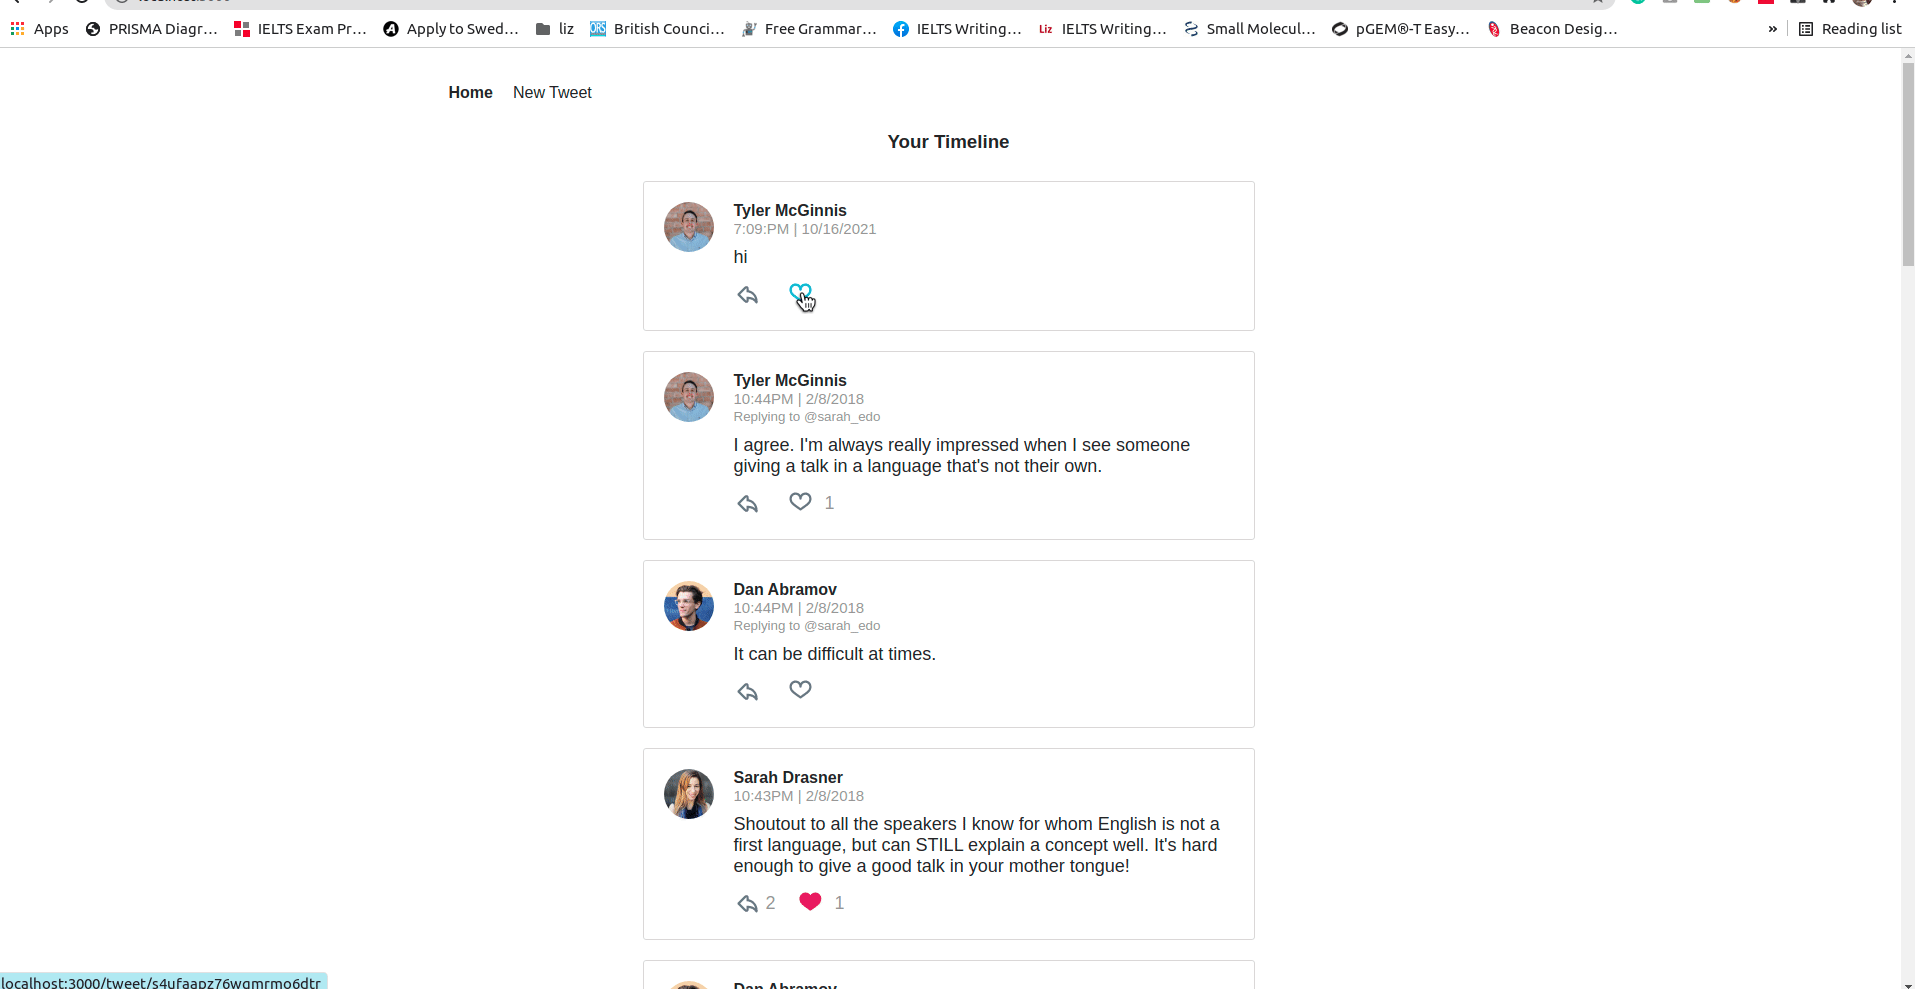 Apps PRISMA Diagr... IELTS Exam Pr... Apply to Swed... liz ORS British Counci... Free Grammar... IELTS Writing... Liz IELTS Writing... Small Molecul... pGEM®-T Easy... Beacon Desig... » Reading list
Home New Tweet
Your Timeline
Tyler McGinnis
7:09:PM | 10/16/2021
hi
Tyler McGinnis
10:44PM | 2/8/2018
Replying to @sarah_edo
I agree. I'm always really impressed when I see someone
giving a talk in a language that's not their own.
1
Dan Abramov
10:44PM | 2/8/2018
Replying to @sarah_edo
It can be difficult at times.
Sarah Drasner
10:43PM | 2/8/2018
Shoutout to all the speakers I know for whom English is not a
first language, but can STILL explain a concept well. It's hard
enough to give a good talk in your mother tongue!
2 1
Dan Abramov
localhost:3000/tweet/s4ufaapz76wqmrmo6dtr